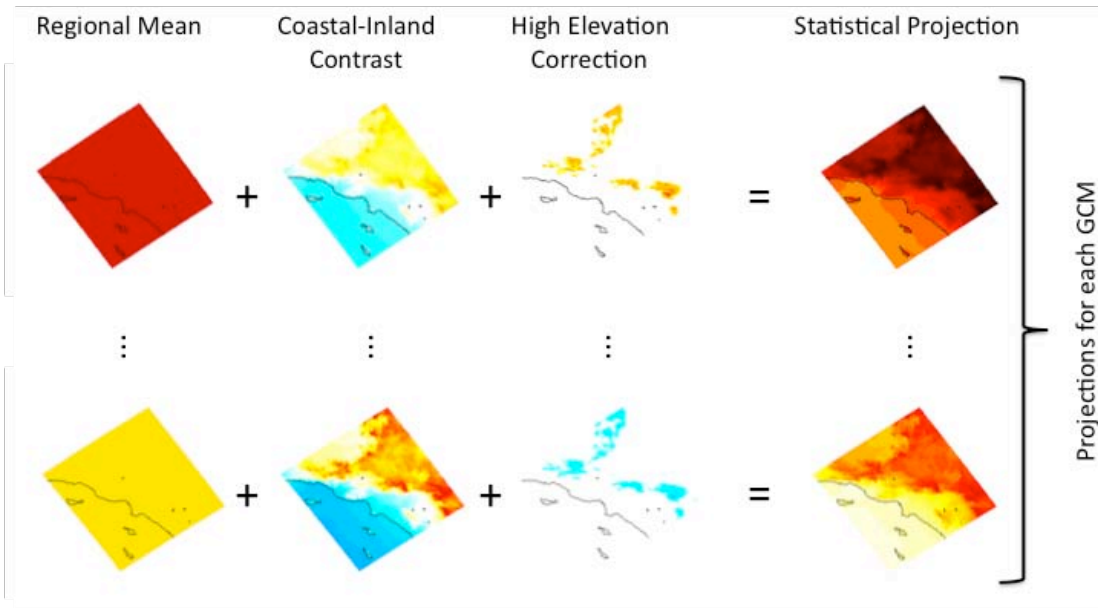 Regional Mean
Coastal-Inland
Contrast
High Elevation
Correction
Statistical Projection
+
+
=
Projections for each GCM
⋮
⋮
⋮
⋮
+
+
=